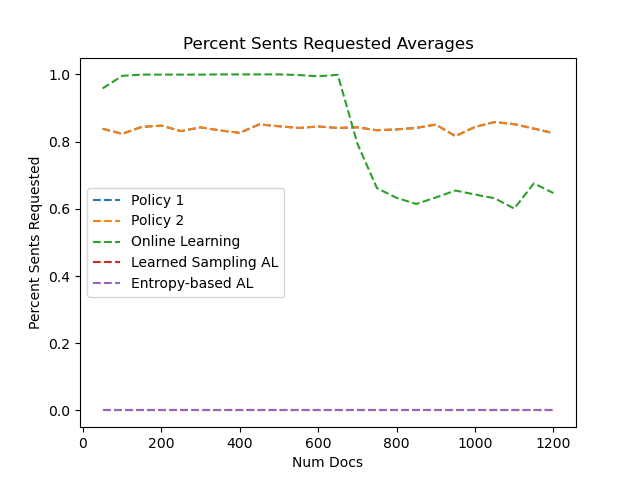 Percent Sents Requested Averages
1.0
0.8
0.6
0.4
0.2
0.0
Percent Sents Requested
Policy 1
Policy 2
Online Learning
Learned Sampling AL
Entropy-based AL
0 200 400 600 800 1000 1200
Num Docs